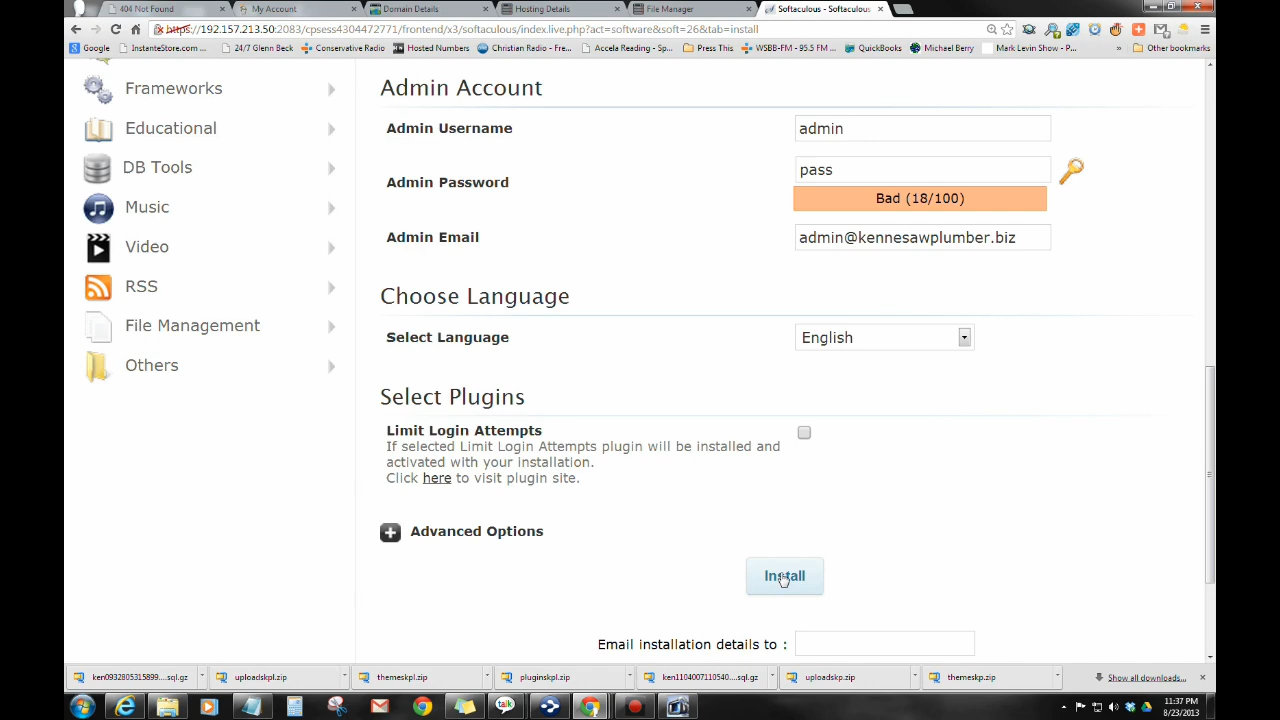 404 Not Found
My Account
Domain Details
Hosting Details
File Manager
Softaculous - Softaculous
https://192.157.213.50:2083/cpsess4304472771/frontend/x3/softaculous/index.live.php?act=software&soft=26&tab=install
Google
InstanteStore.com ...
24/7 Glenn Beck
Conservative Radio
Hosted Numbers
Christian Radio - Fre...
Accela Reading - Sp...
Press This
WSBB-FM - 95.5 FM ...
QuickBooks
Michael Berry
Mark Levin Show - P...
»
Other bookmarks
Frameworks
Educational
DB Tools
Music
Video
RSS
File Management
Others
Admin Account
Admin Username
admin
Admin Password
pass
Bad (18/100)
Admin Email
admin@kennesawplumber.biz
Choose Language
Select Language
English
Select Plugins
Limit Login Attempts
If selected Limit Login Attempts plugin will be installed and
activated with your installation.
Click here to visit plugin site.
Advanced Options
Install
Email installation details to :
ken0932805315899....sql.gz
uploadskpl.zip
themeskpl.zip
pluginskpl.zip
ken1104007110540....sql.gz
uploadskp.zip
themeskp.zip
Show all downloads...
talk
11:37 PM
8/23/2013